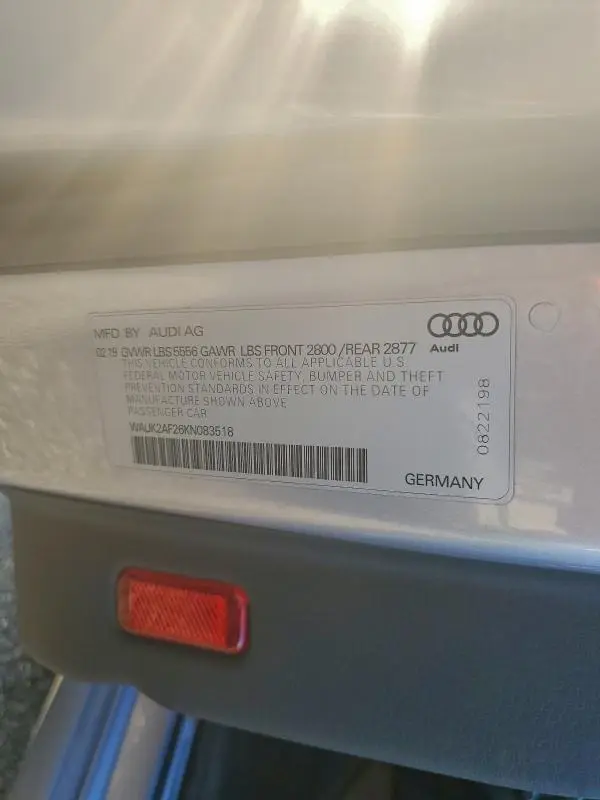 MFD BY AUDI AG
02.19 GVWR LBS 5556 GAWR LBS FRONT 2800 /REAR 2877
Audi
THIS VEHICLE CONFORMS TO ALL APPLICABLE U.S.
FEDERAL MOTOR VEHICLE SAFETY, BUMPER AND THEFT
PREVENTION STANDARDS IN EFFECT ON THE DATE OF
MANUFACTURE SHOWN ABOVE
PASSENGER CAR
WAUK2AF26KN083518
GERMANY
0822198